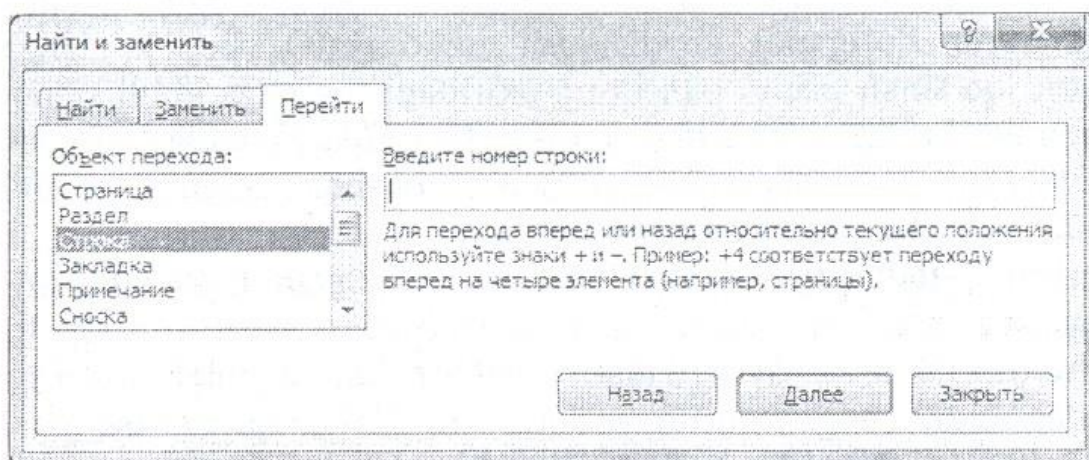 Найти и заменить
Найти
Заменить
Перейти
Объект перехода:
Страница
Раздел
Строка
Закладка
Примечание
Сноска
Введите номер строки:
Для перехода вперед или назад относительно текущего положения
используйте знаки + и –. Пример: +4 соответствует переходу
вперед на четыре элемента (например, страницы).
Назад
Далее
Закрыть